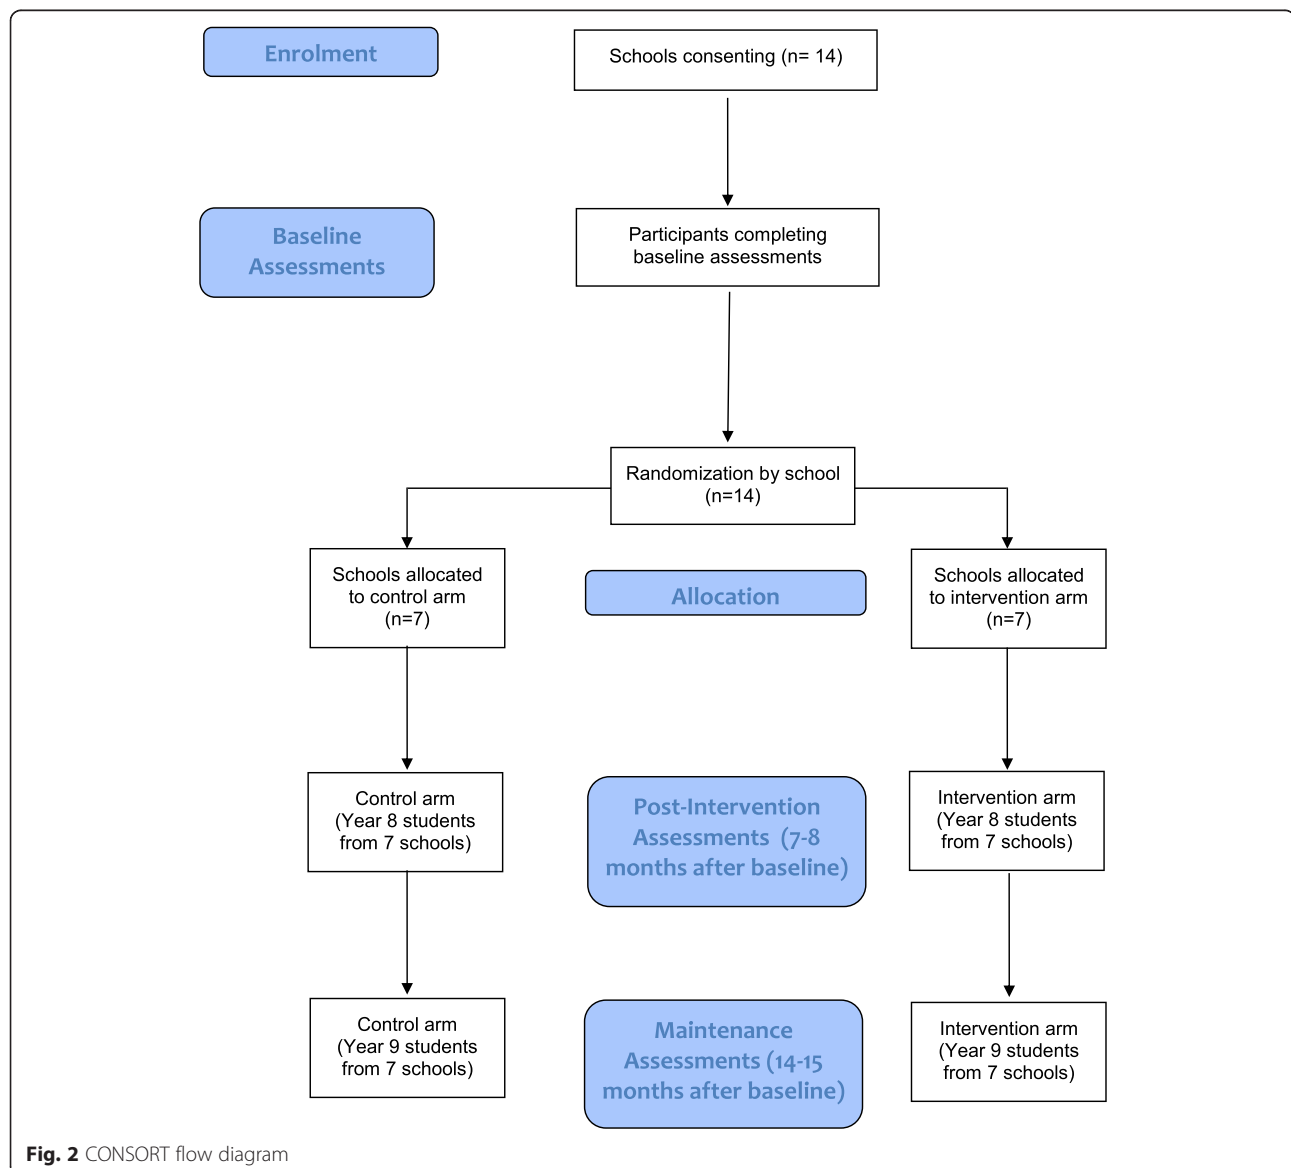 Enrolment
Schools consenting (n= 14)
Baseline
Assessments
Participants completing
baseline assessments
Randomization by school
(n=14)
Schools allocated
to control arm
(n=7)
Allocation
Schools allocated
to intervention arm
(n=7)
Control arm
(Year 8 students
from 7 schools)
Post-Intervention
Assessments (7-8
months after baseline)
Intervention arm
(Year 8 students
from 7 schools)
Control arm
(Year 9 students
from 7 schools)
Maintenance
Assessments (14-15
months after baseline)
Intervention arm
(Year 9 students
from 7 schools)
Fig. 2 CONSORT flow diagram